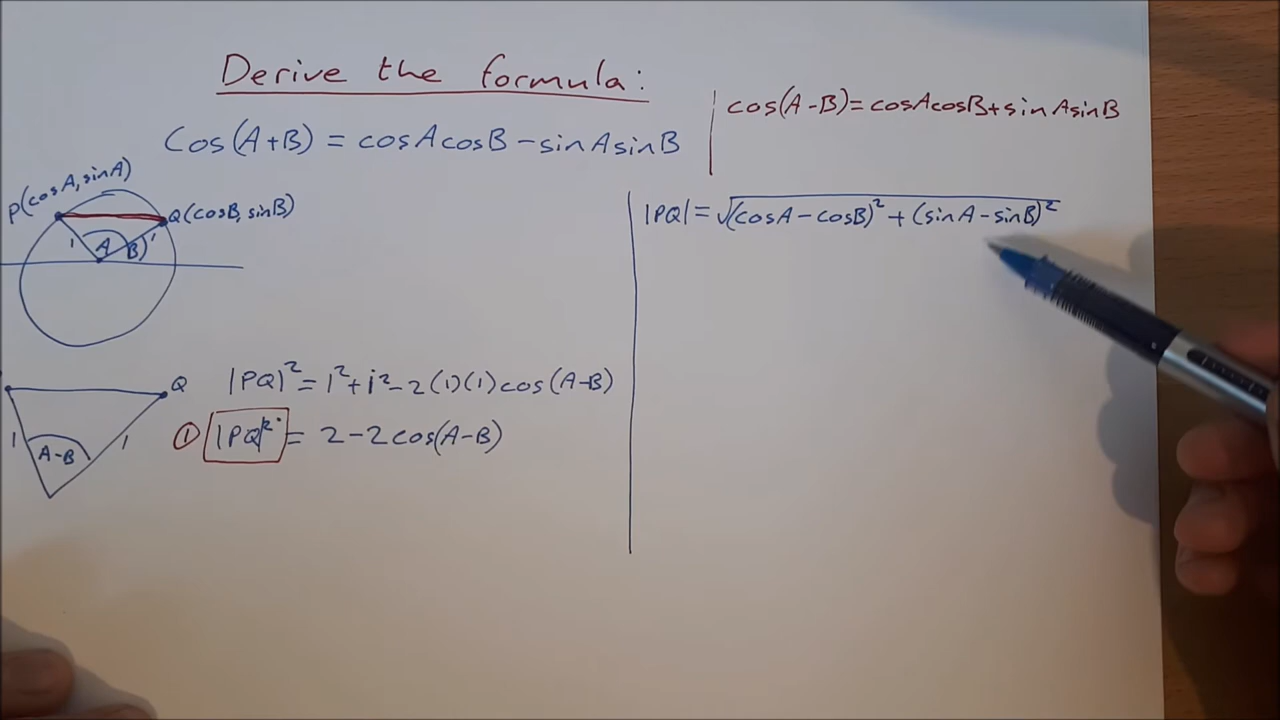 Derive the formula:
Cos(A+B) = cosAcosB - sinAsinB
cos(A-B)=cosAcosB+sinAsinB
P(cosA, sinA)
Q(cosB, sinB)
1 A B 1
|PQ| = √(cosA - cosB)² + (sinA - sinB)²
Q
1 A-B 1
|PQ|² = 1² + 1² - 2(1)(1)cos(A-B)
① |PQ|² = 2 - 2cos(A-B)